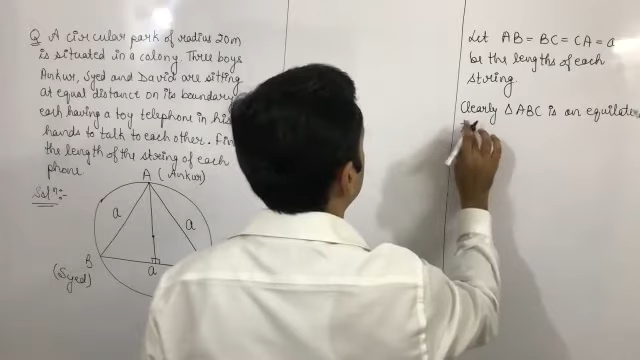 Q A circular park of radius 20m
is situated in a colony. Three boys
Ankur, Syed and David are sitting
at equal distance on its boundary
each having a toy telephone in his
hands to talk to each other.
the length of the string of each
phone
Solⁿ:-
A (Ankur)
a
B
(Syed)
a
Let AB = BC = CA = a
be the lengths of each
string.
Clearly △ABC is an